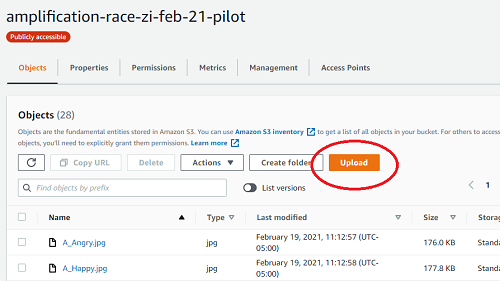 amplification-race-zi-feb-21-pilot
Publicly accessible
Objects Properties Permissions Metrics Management Access Points
Objects (28)
Objects are the fundamental entities stored in Amazon S3. You can use Amazon S3 inventory to get a list of all objects in your bucket. For others to access
objects, you'll need to explicitly grant them permissions. Learn more
Copy URL Delete Actions Create folder Upload
Find objects by prefix List versions 1
Name Type Last modified Size Storag
A_Angry.jpg jpg February 19, 2021, 11:12:57 (UTC-
05:00) 176.0 KB Standa
A_Happy.jpg jpg February 19, 2021, 11:12:58 (UTC-
05:00) 177.8 KB Standa